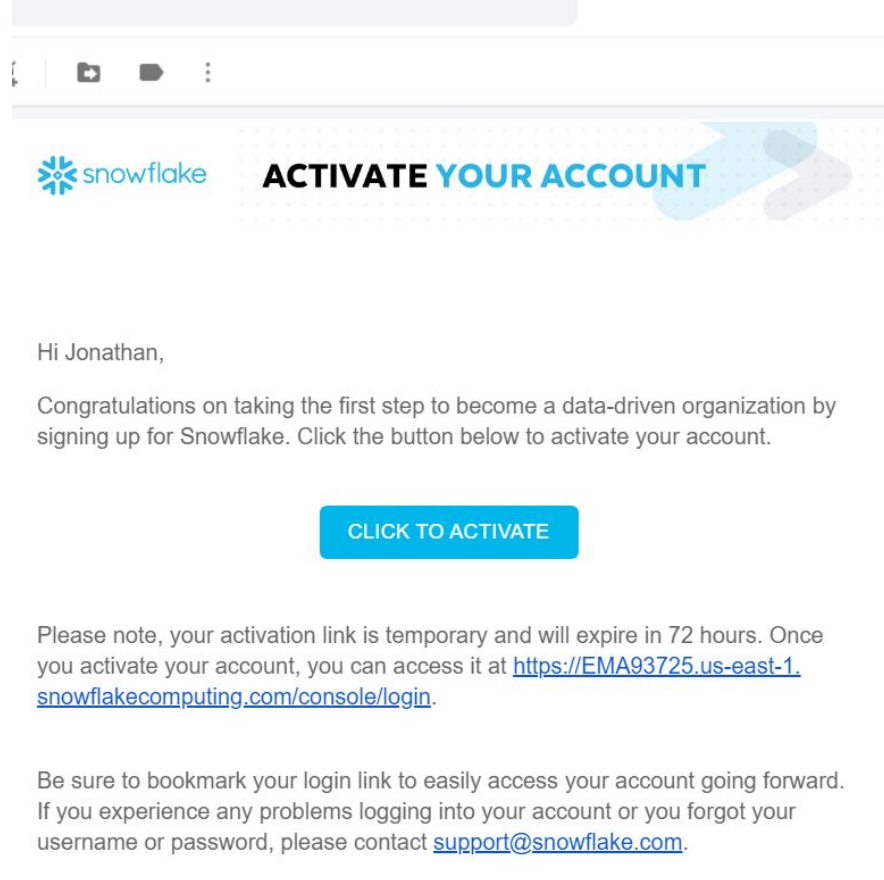 snowflake ACTIVATE YOUR ACCOUNT
Hi Jonathan,
Congratulations on taking the first step to become a data-driven organization by
signing up for Snowflake. Click the button below to activate your account.
CLICK TO ACTIVATE
Please note, your activation link is temporary and will expire in 72 hours. Once
you activate your account, you can access it at https://EMA93725.us-east-1.
snowflakecomputing.com/console/login.
Be sure to bookmark your login link to easily access your account going forward.
If you experience any problems logging into your account or you forgot your
username or password, please contact support@snowflake.com.